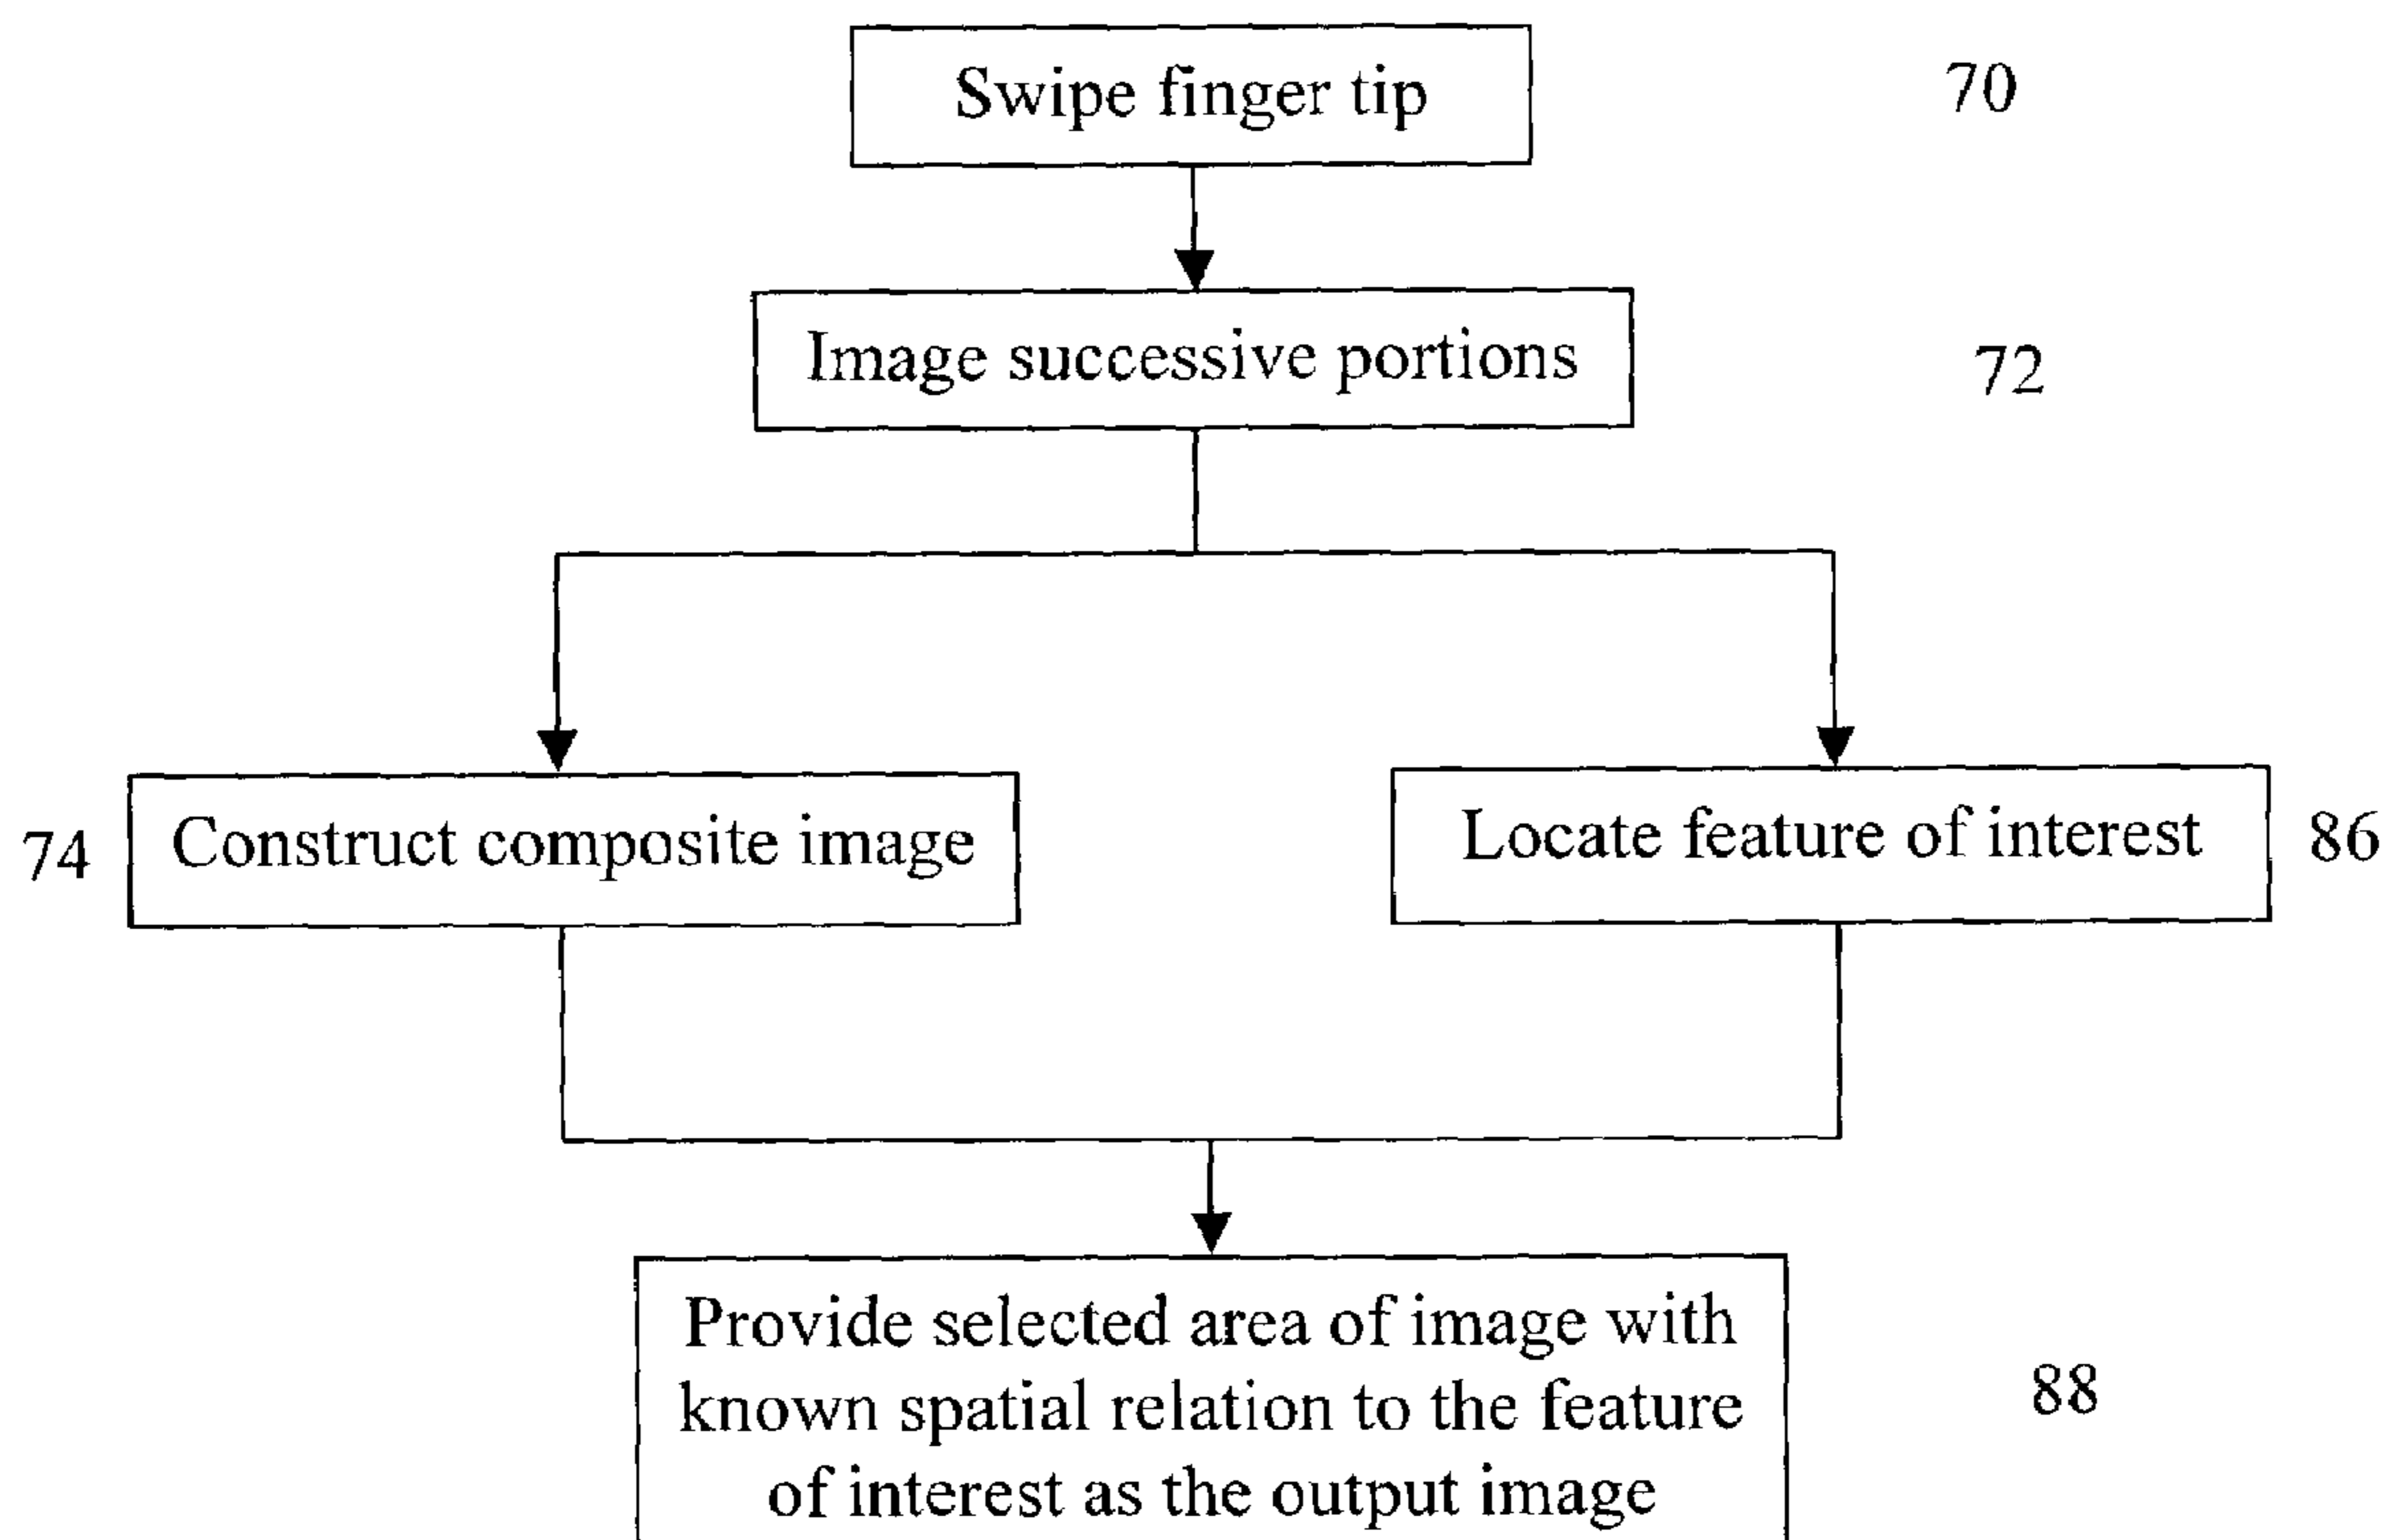 Swipe finger tip
70
Image successive portions
72
74
Construct composite image
Locate feature of interest
86
Provide selected area of image with
known spatial relation to the feature
of interest as the output image
88